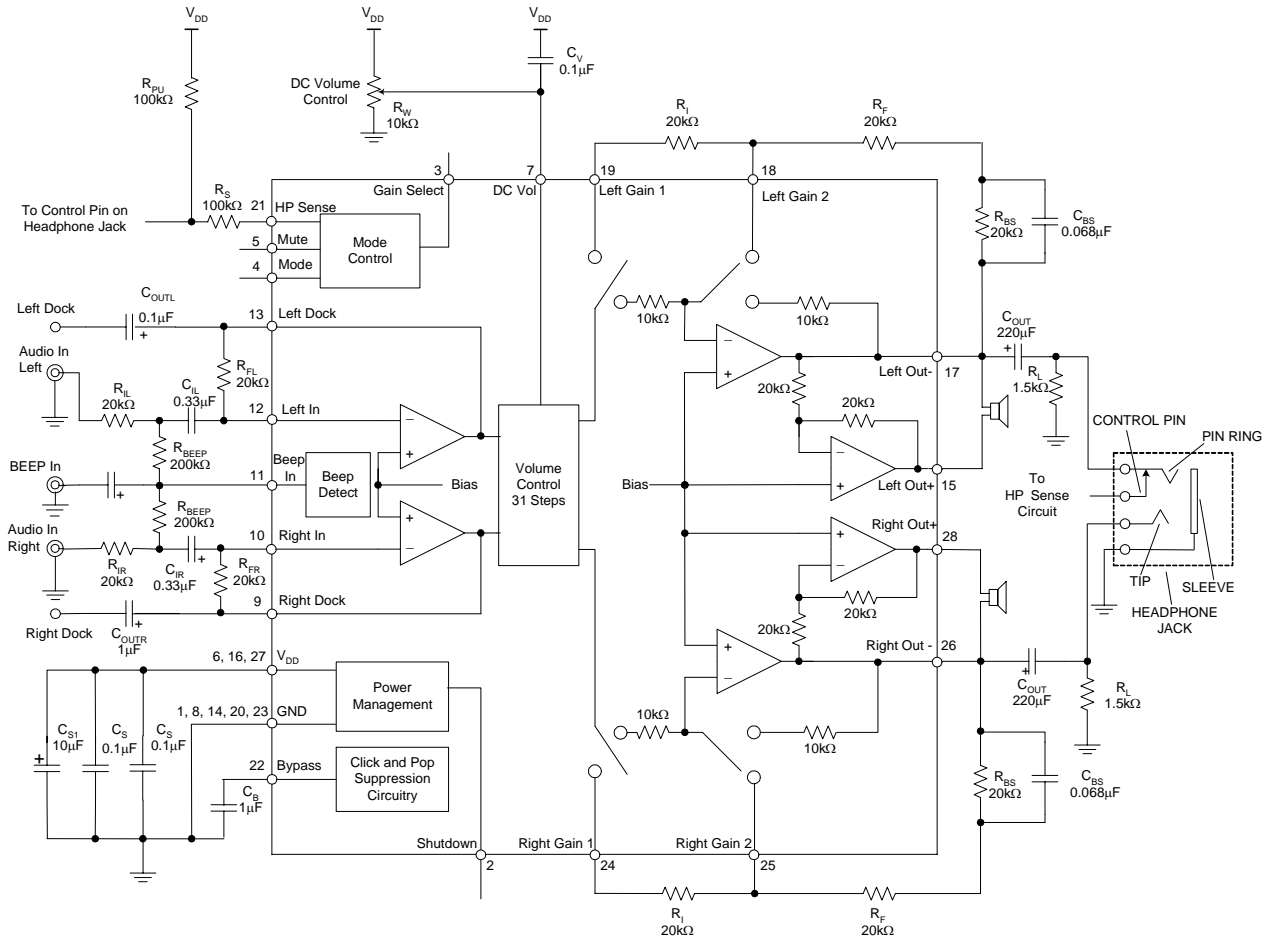 V_DD
V_DD
V_DD
R_PU
100kΩ
DC Volume
Control
R_W
10kΩ
C_V
0.1µF
R_I
20kΩ
R_F
20kΩ
3
7
19
18
Gain Select
DC Vol
Left Gain 1
Left Gain 2
To Control Pin on
Headphone Jack
R_S
100kΩ
21
HP Sense
5
Mute
4
Mode
Mode
Control
R_BS
20kΩ
C_BS
0.068µF
Left Dock
C_OUTL
0.1µF
+
13
Left Dock
Audio In
Left
R_IL
20kΩ
C_IL
0.33µF
R_FL
20kΩ
12
Left In
R_BEEP
200kΩ
BEEP In
+
11
Beep
In
Beep
Detect
Bias
R_BEEP
200kΩ
Audio In
Right
R_IR
20kΩ
C_IR
0.33µF
+
10
Right In
R_FR
20kΩ
9
Right Dock
Right Dock
C_OUTR
1µF
+
−
+
+
−
Volume
Control
31 Steps
10kΩ
10kΩ
−
+
20kΩ
20kΩ
Left Out-
17
−
+
Left Out+
15
Bias
Right Out+
28
+
−
20kΩ
20kΩ
+
−
Right Out -
26
10kΩ
10kΩ
C_OUT
220µF
+
R_L
1.5kΩ
CONTROL PIN
PIN RING
To
HP Sense
Circuit
TIP
SLEEVE
HEADPHONE
JACK
+
C_OUT
220µF
R_L
1.5kΩ
R_BS
20kΩ
C_BS
0.068µF
6, 16, 27
V_DD
Power
Management
1, 8, 14, 20, 23
GND
C_S1
10µF
+
C_S
0.1µF
C_S
0.1µF
22
Bypass
C_B
1µF
Click and Pop
Suppression
Circuitry
Shutdown
2
Right Gain 1
24
Right Gain 2
25
R_I
20kΩ
R_F
20kΩ